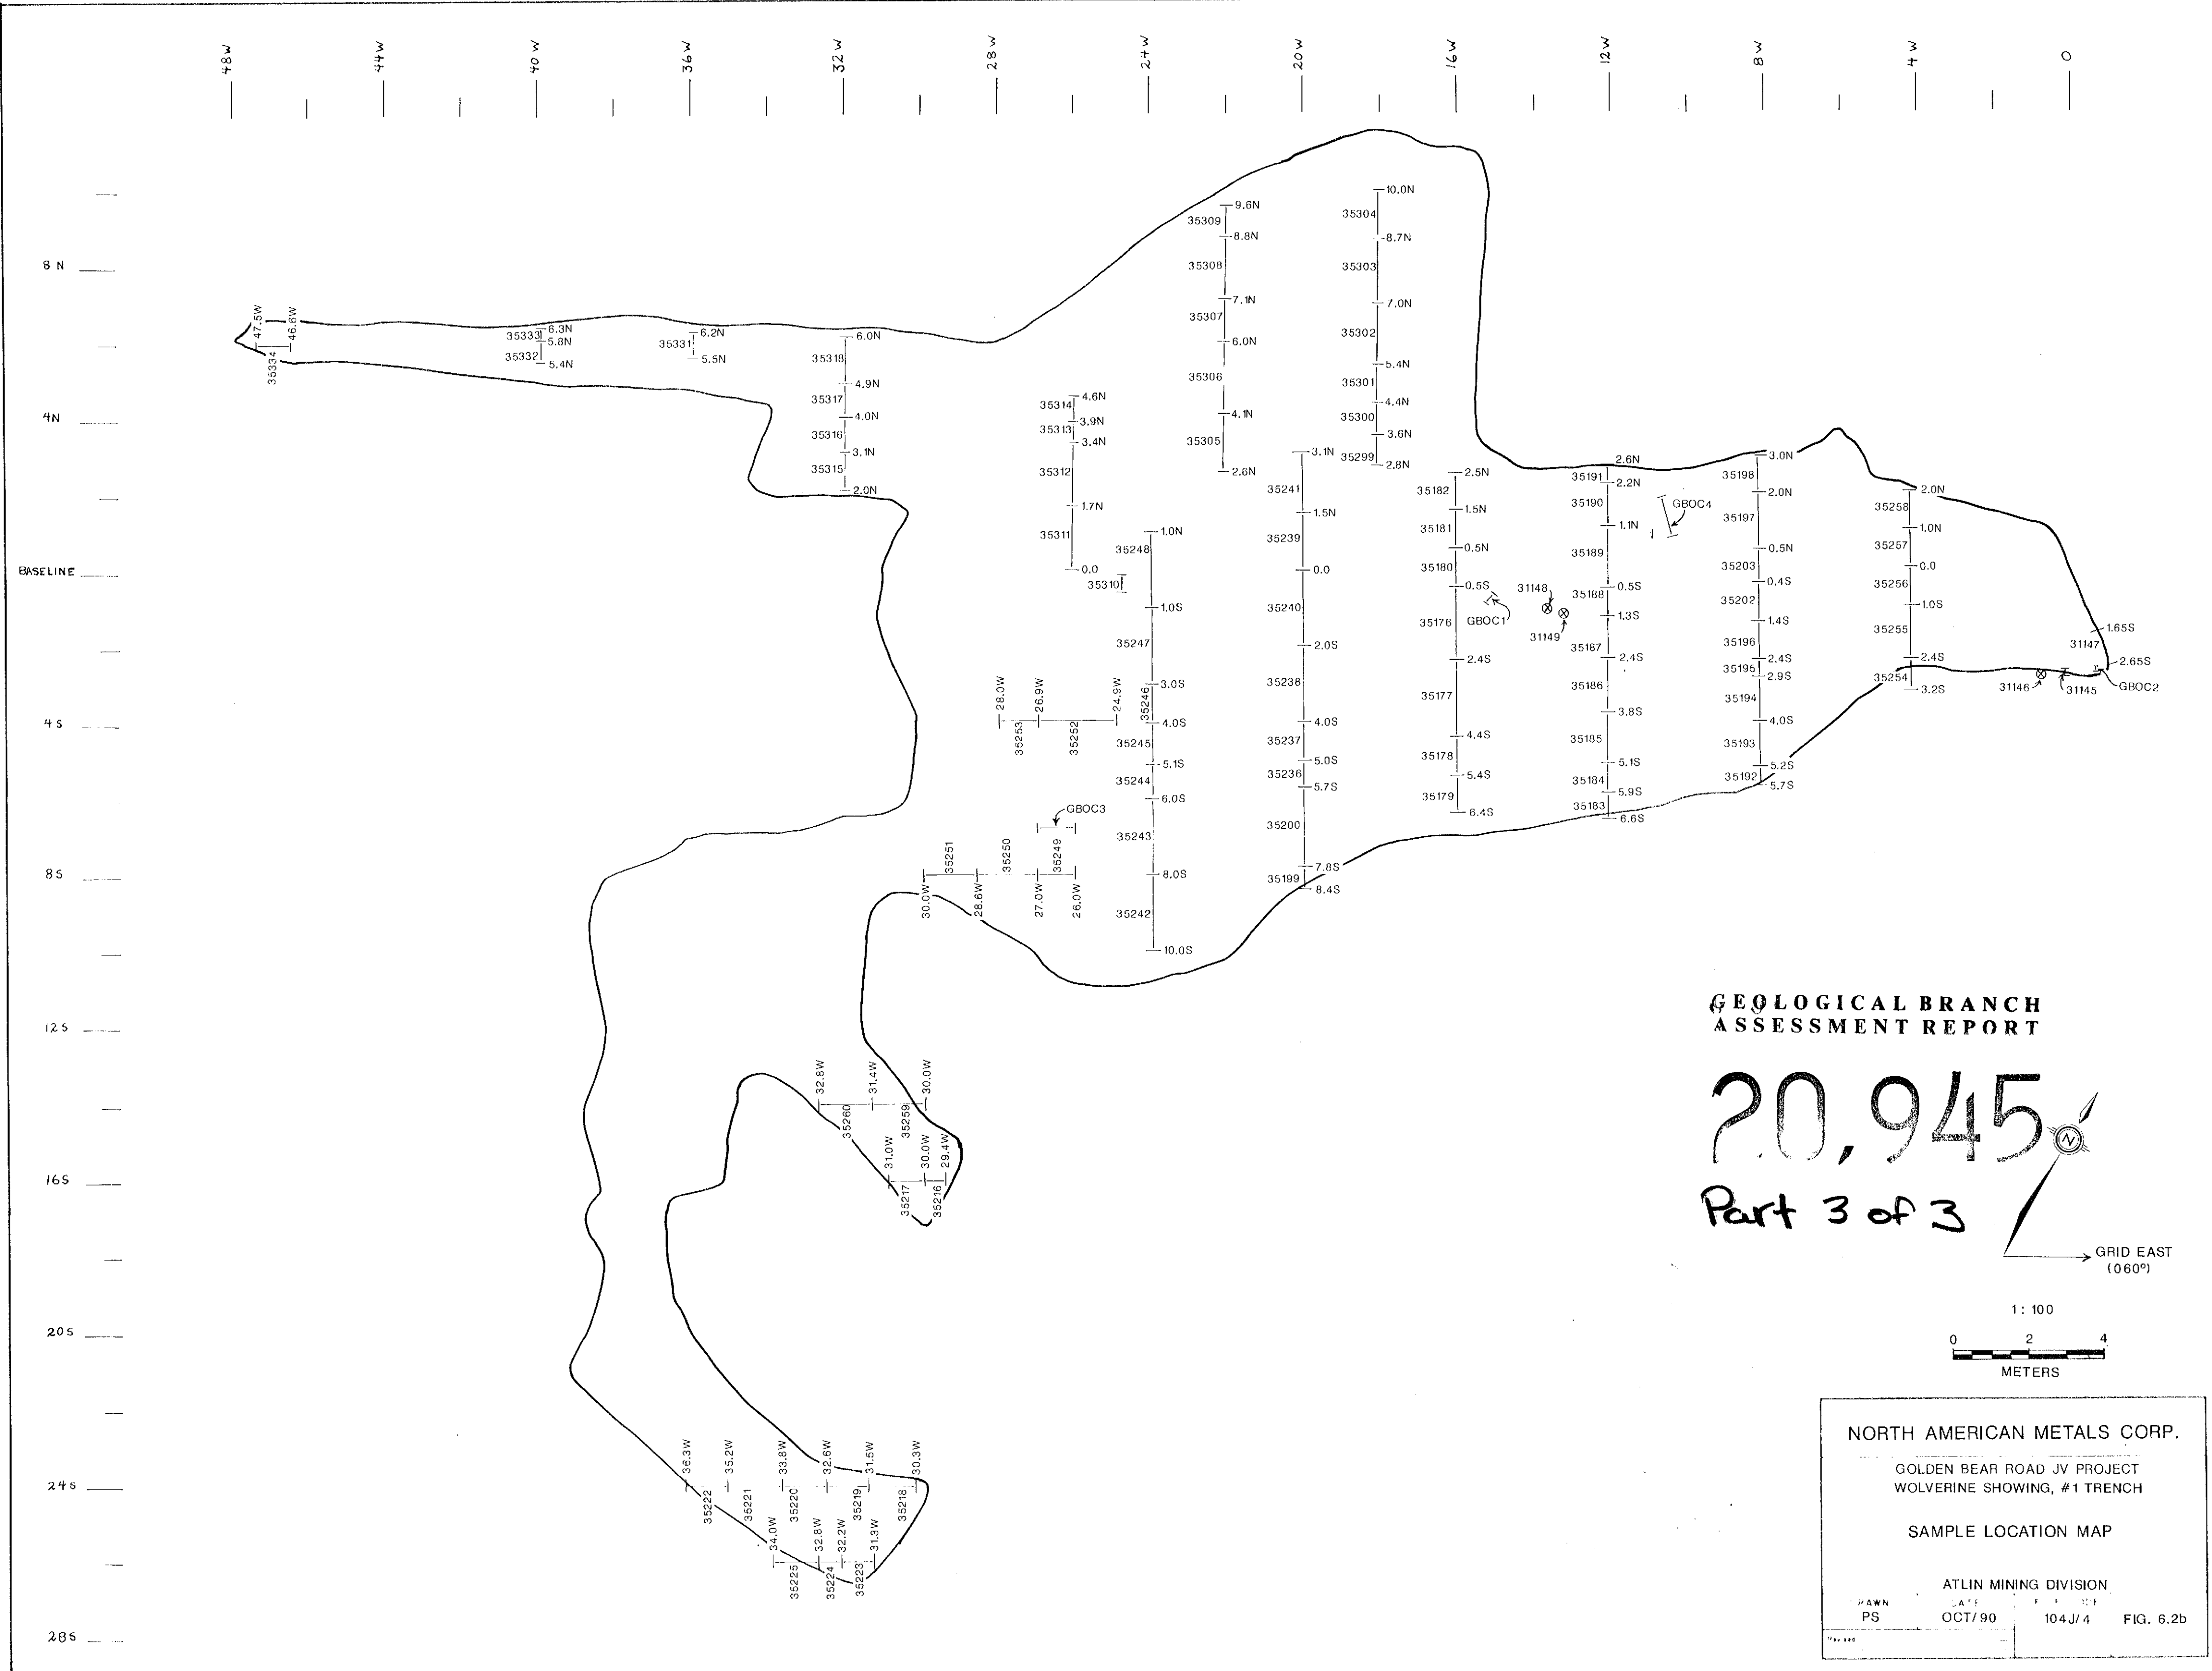 48W
44W
40W
36W
32W
28W
24W
20W
16W
12W
8W
4W
0
8N
4N
BASELINE
4S
8S
12S
16S
20S
24S
28S
47.5W
46.6W
35334
35333
6.3N
5.8N
35332
5.4N
6.2N
35331
5.5N
6.0N
35318
4.9N
35317
4.0N
35316
3.1N
35315
2.0N
4.6N
35314
3.9N
35313
3.4N
35312
1.7N
35311
0.0
35310
9.6N
35309
8.8N
35308
7.1N
35307
6.0N
35306
4.1N
35305
2.6N
10.0N
35304
8.7N
35303
7.0N
35302
5.4N
35301
4.4N
35300
3.6N
35299
2.8N
1.0N
35248
1.0S
35247
3.0S
35246
4.0S
35245
5.1S
35244
6.0S
35243
8.0S
35242
10.0S
28.0W
26.9W
24.9W
35253
35252
GBOC3
35251
35250
35249
30.0W
28.6W
27.0W
26.0W
3.1N
35241
1.5N
35239
0.0
35240
2.0S
35238
4.0S
35237
5.0S
35236
5.7S
35200
7.8S
35199
8.4S
2.5N
35182
1.5N
35181
0.5N
35180
0.5S
35176
2.4S
35177
4.4S
35178
5.4S
35179
6.4S
GBOC1
31148
31149
2.6N
35191
2.2N
35190
1.1N
35189
0.5S
35188
1.3S
35187
2.4S
35186
3.8S
35185
5.1S
35184
5.9S
35183
6.6S
GBOC4
3.0N
35198
2.0N
35197
0.5N
35203
0.4S
35202
1.4S
35196
2.4S
35195
2.9S
35194
4.0S
35193
5.2S
35192
5.7S
2.0N
35258
1.0N
35257
0.0
35256
1.0S
35255
2.4S
35254
3.2S
1.65S
31147
2.65S
31146
31145
GBOC2
32.8W
31.4W
30.0W
35260
35259
31.0W
30.0W
29.4W
35217
35216
36.3W
35.2W
33.8W
32.6W
31.5W
30.3W
35222
35221
35220
35219
35218
34.0W
32.8W
32.2W
31.3W
35225
35224
35223
GEOLOGICAL BRANCH
ASSESSMENT REPORT
20,945
Part 3 of 3
N
GRID EAST
(060°)
1 : 100
0 2 4
METERS
NORTH AMERICAN METALS CORP.
GOLDEN BEAR ROAD JV PROJECT
WOLVERINE SHOWING, #1 TRENCH
SAMPLE LOCATION MAP
ATLIN MINING DIVISION
DRAWN DATE
PS OCT/90 104J/4 FIG. 6.2b